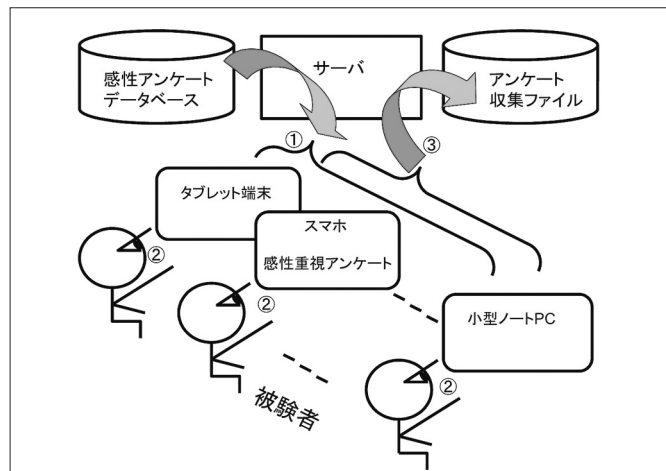 感性アンケート
データベース
サーバ
アンケート
収集ファイル
①
③
タブレット端末
スマホ
感性重視アンケート
②
②
小型ノートPC
②
被験者